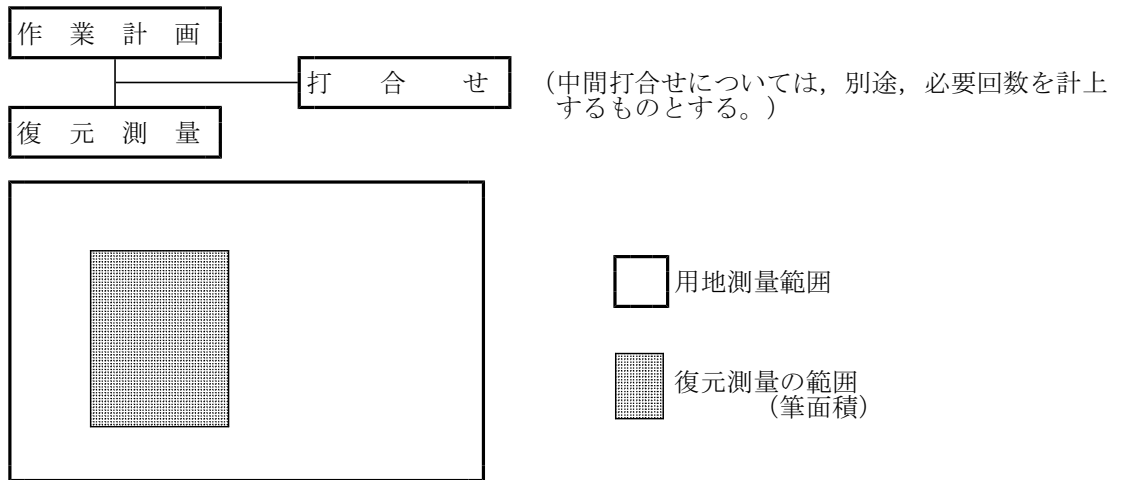 作業計画
打合せ
（中間打合せについては，別途，必要回数を計上
するものとする。）
復元測量
用地測量範囲
復元測量の範囲
（筆面積）